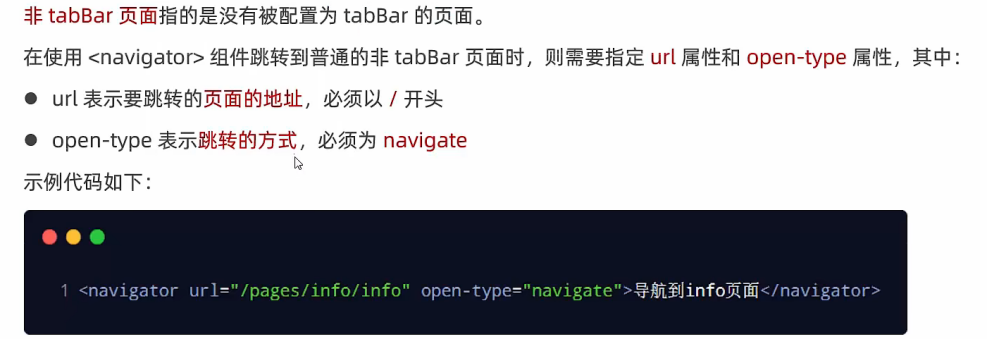 非 tabBar 页面指的是没有被配置为 tabBar 的页面。
在使用 <navigator> 组件跳转到普通的非 tabBar 页面时，则需要指定 url 属性和 open-type 属性，其中：
● url 表示要跳转的页面的地址，必须以 / 开头
● open-type 表示跳转的方式，必须为 navigate
示例代码如下：
1 <navigator url="/pages/info/info" open-type="navigate">导航到info页面</navigator>